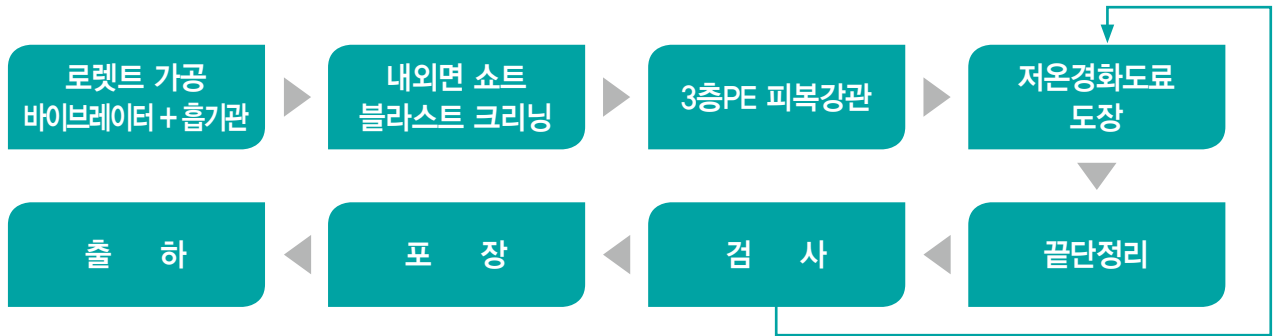 로렛트 가공
바이브레이터 + 흡기관
내외면 쇼트
블라스트 크리닝
3층PE 피복강관
저온경화도료
도장
출 하
포 장
검 사
끝단정리